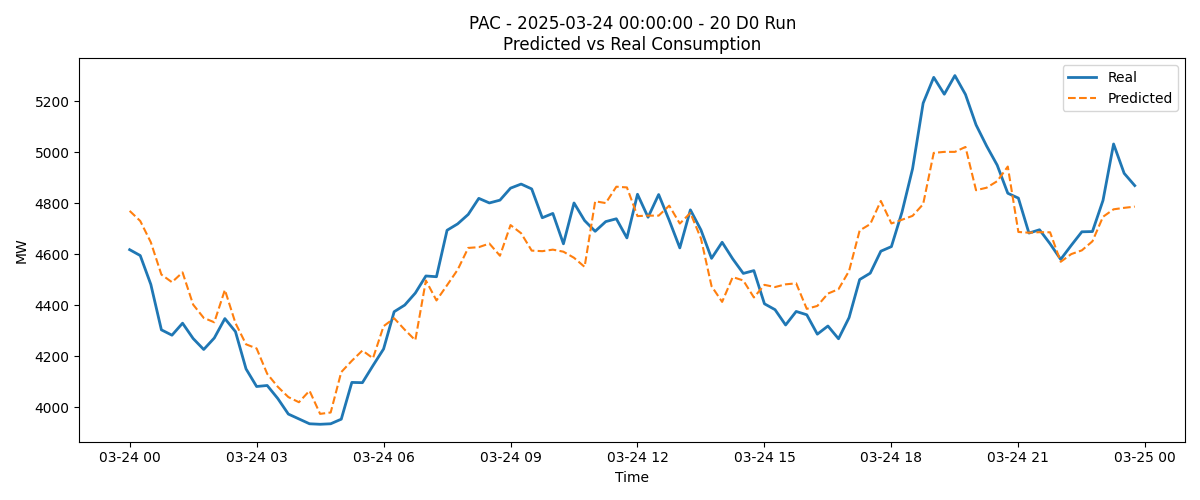 PAC - 2025-03-24 00:00:00 - 20 D0 Run
Predicted vs Real Consumption
Real
Predicted
MW
5200
5000
4800
4600
4400
4200
4000
03-24 00
03-24 03
03-24 06
03-24 09
03-24 12
03-24 15
03-24 18
03-24 21
03-25 00
Time